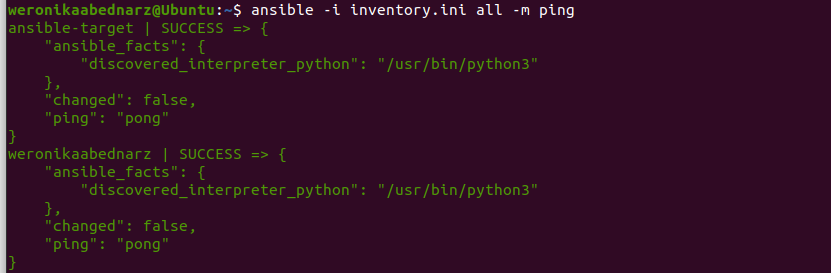 weronikaabednarz@Ubuntu:~$ ansible -i inventory.ini all -m ping
ansible-target | SUCCESS => {
    "ansible_facts": {
        "discovered_interpreter_python": "/usr/bin/python3"
    },
    "changed": false,
    "ping": "pong"
}
weronikaabednarz | SUCCESS => {
    "ansible_facts": {
        "discovered_interpreter_python": "/usr/bin/python3"
    },
    "changed": false,
    "ping": "pong"
}